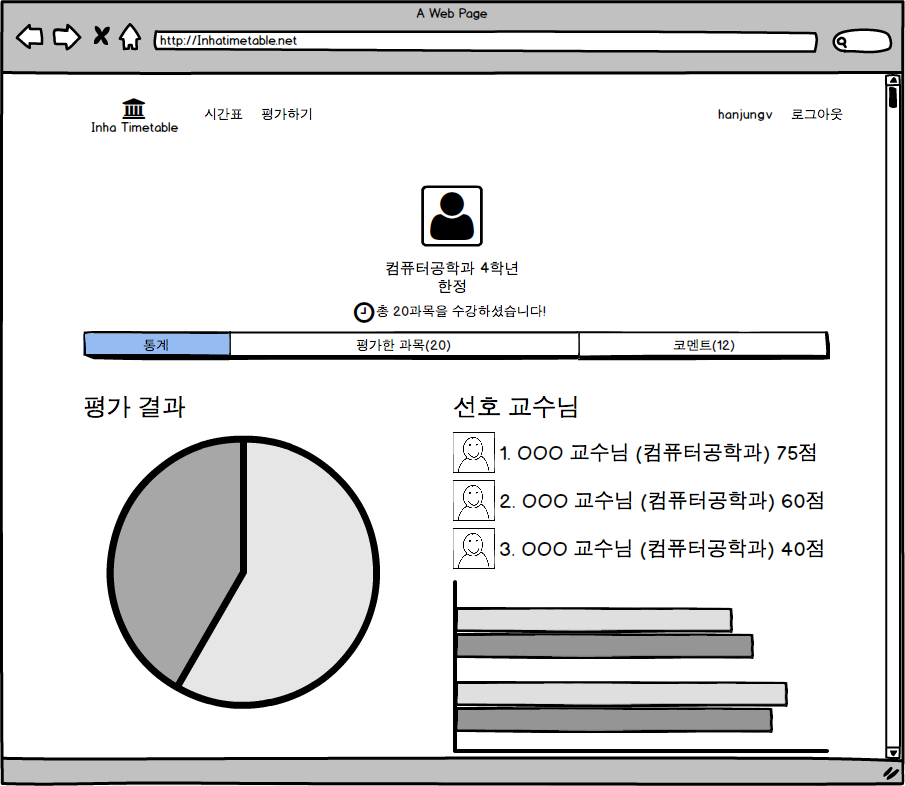 A Web Page
http://Inhatimetable.net
Inha Timetable
시간표 평가하기
hanjungv 로그아웃
컴퓨터공학과 4학년
한정
총 20과목을 수강하셨습니다!
통계
평가한 과목(20)
코멘트(12)
평가 결과
선호 교수님
1. OOO 교수님 (컴퓨터공학과) 75점
2. OOO 교수님 (컴퓨터공학과) 60점
3. OOO 교수님 (컴퓨터공학과) 40점